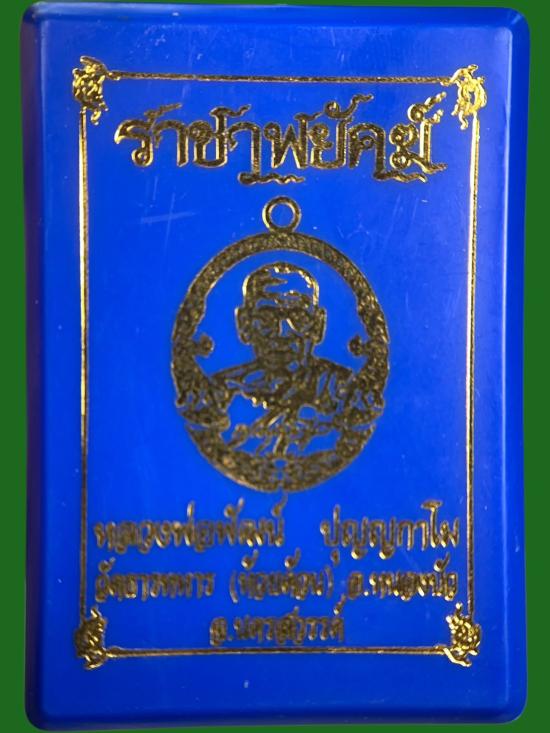 ราชาพยัคฆ์
หลวงพ่อพัฒน์ ปุญญกาโม
วัดธารทหาร (ห้วยด้วน) อ.หนองบัว
จ.นครสวรรค์